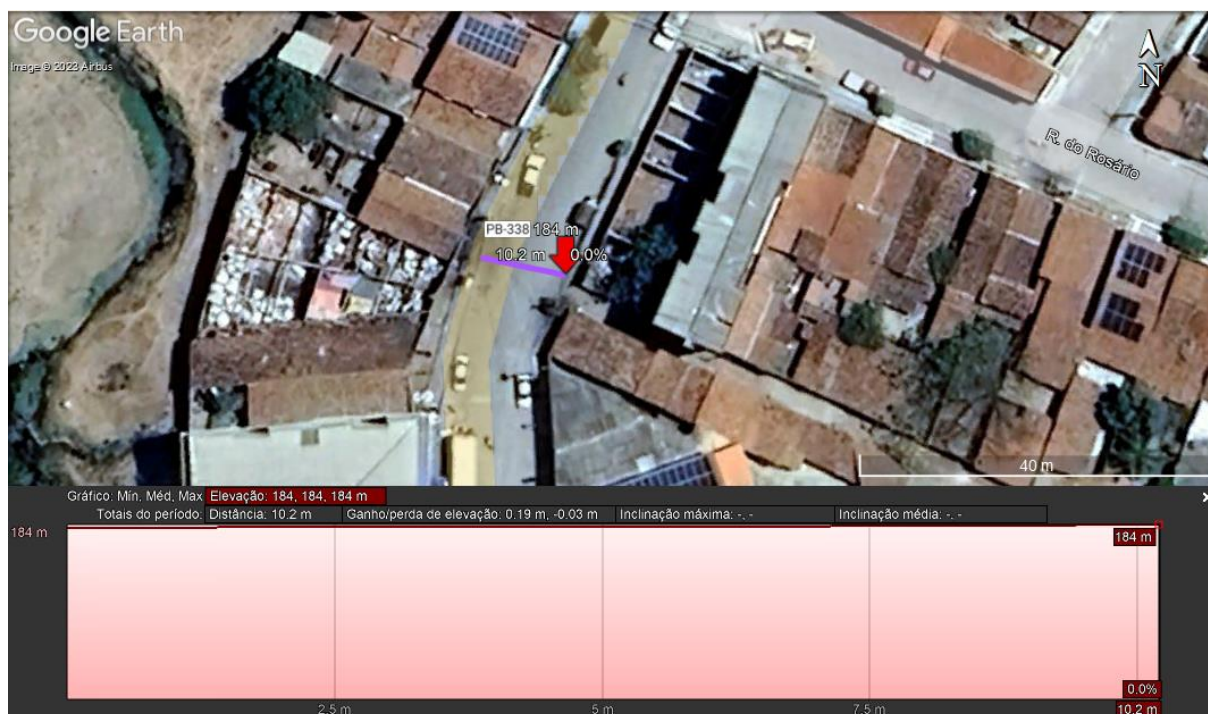 Google Earth
Image © 2023 Airbus
N
R. do Rosário
PB-338 184 m
10.2 m 0.0%
40 m
Gráfico: Mín, Méd, Max Elevação: 184, 184, 184 m
Totais do período: Distância: 10.2 m Ganho/perda de elevação: 0.19 m, -0.03 m Inclinação máxima: -, - Inclinação média: -, -
184 m
184 m
0.0%
2.5 m 5 m 7.5 m 10.2 m